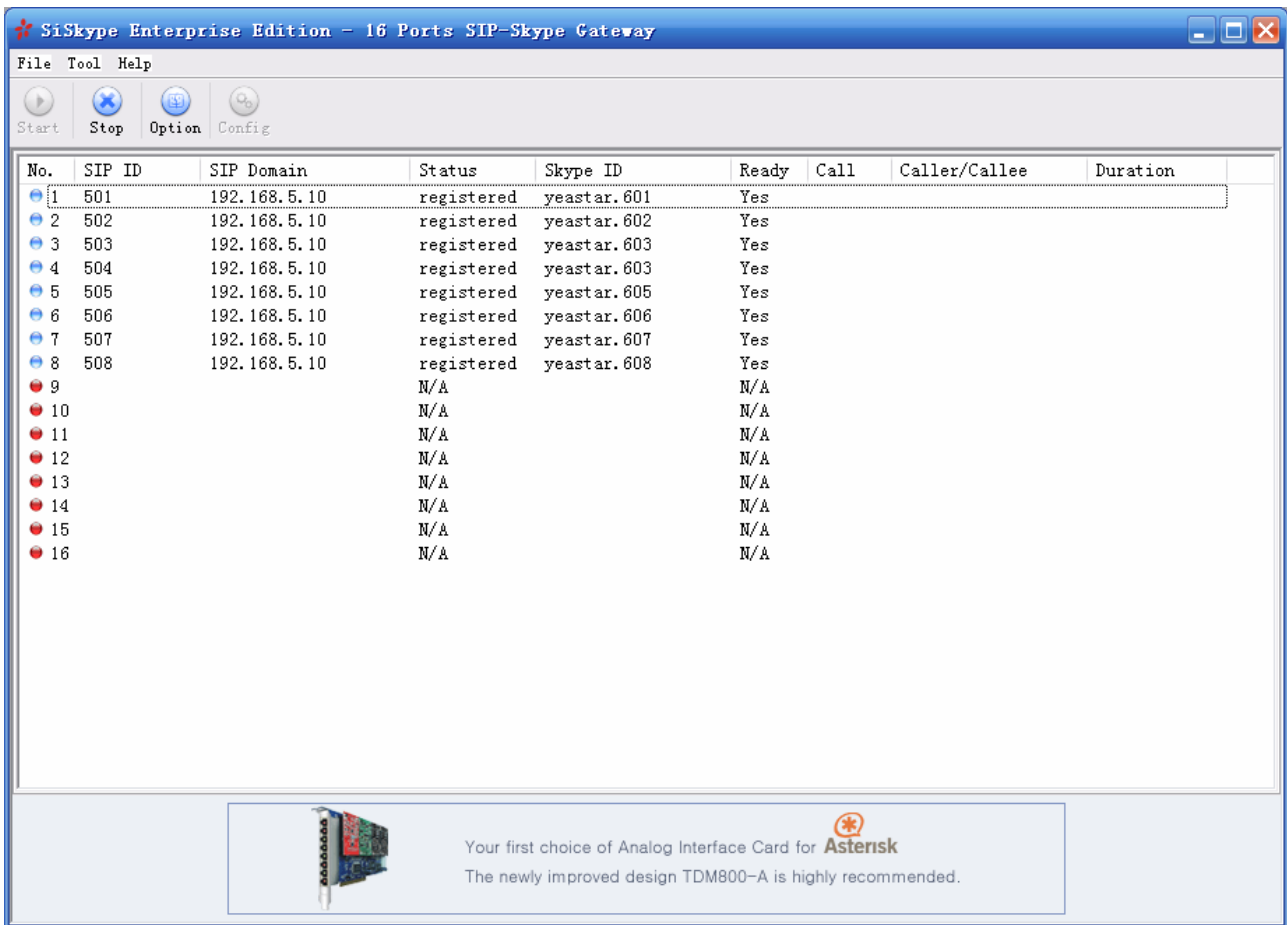 SiSkype Enterprise Edition - 16 Ports SIP-Skype Gateway
File Tool Help
Start Stop Option Config
No. SIP ID SIP Domain Status Skype ID Ready Call Caller/Callee Duration
1 501 192.168.5.10 registered yeastar.601 Yes
2 502 192.168.5.10 registered yeastar.602 Yes
3 503 192.168.5.10 registered yeastar.603 Yes
4 504 192.168.5.10 registered yeastar.603 Yes
5 505 192.168.5.10 registered yeastar.605 Yes
6 506 192.168.5.10 registered yeastar.606 Yes
7 507 192.168.5.10 registered yeastar.607 Yes
8 508 192.168.5.10 registered yeastar.608 Yes
9 N/A N/A
10 N/A N/A
11 N/A N/A
12 N/A N/A
13 N/A N/A
14 N/A N/A
15 N/A N/A
16 N/A N/A
Your first choice of Analog Interface Card for Asterisk
The newly improved design TDM800-A is highly recommended.